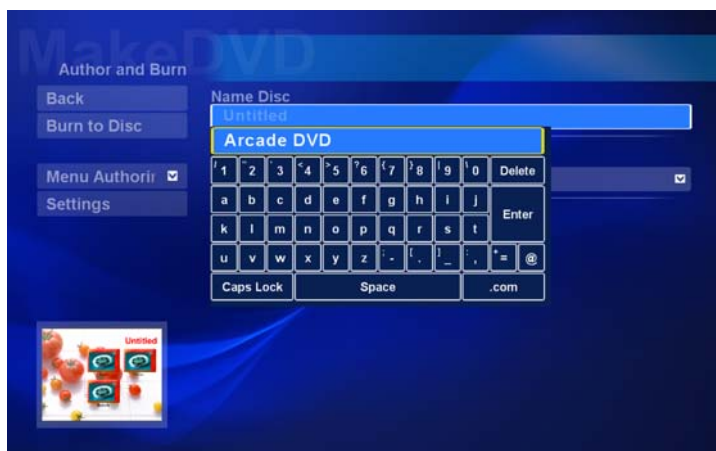 MakeDVD
Author and Burn
Back
Name Disc
Untitled
Burn to Disc
Arcade DVD
1 2 3 4 5 6 7 8 9 0 Delete
Menu Authorin
a b c d e f g h i j
Settings
Enter
k l m n o p q r s t
u v w x y z - . _ , = @
Caps Lock Space .com
Untitled